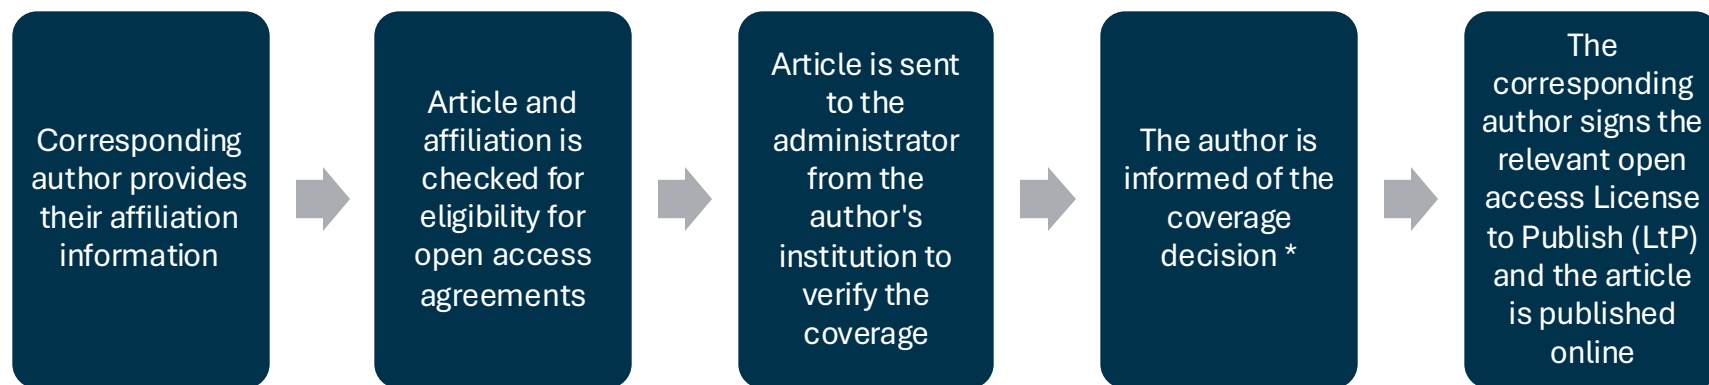 Corresponding
author provides
their affiliation
information
Article and
affiliation is
checked for
eligibility for
open access
agreements
Article is sent
to the
administrator
from the
author's
institution to
verify the
coverage
The author is
informed of the
coverage
decision *
The
corresponding
author signs the
relevant open
access License
to Publish (LtP)
and the article
is published
online